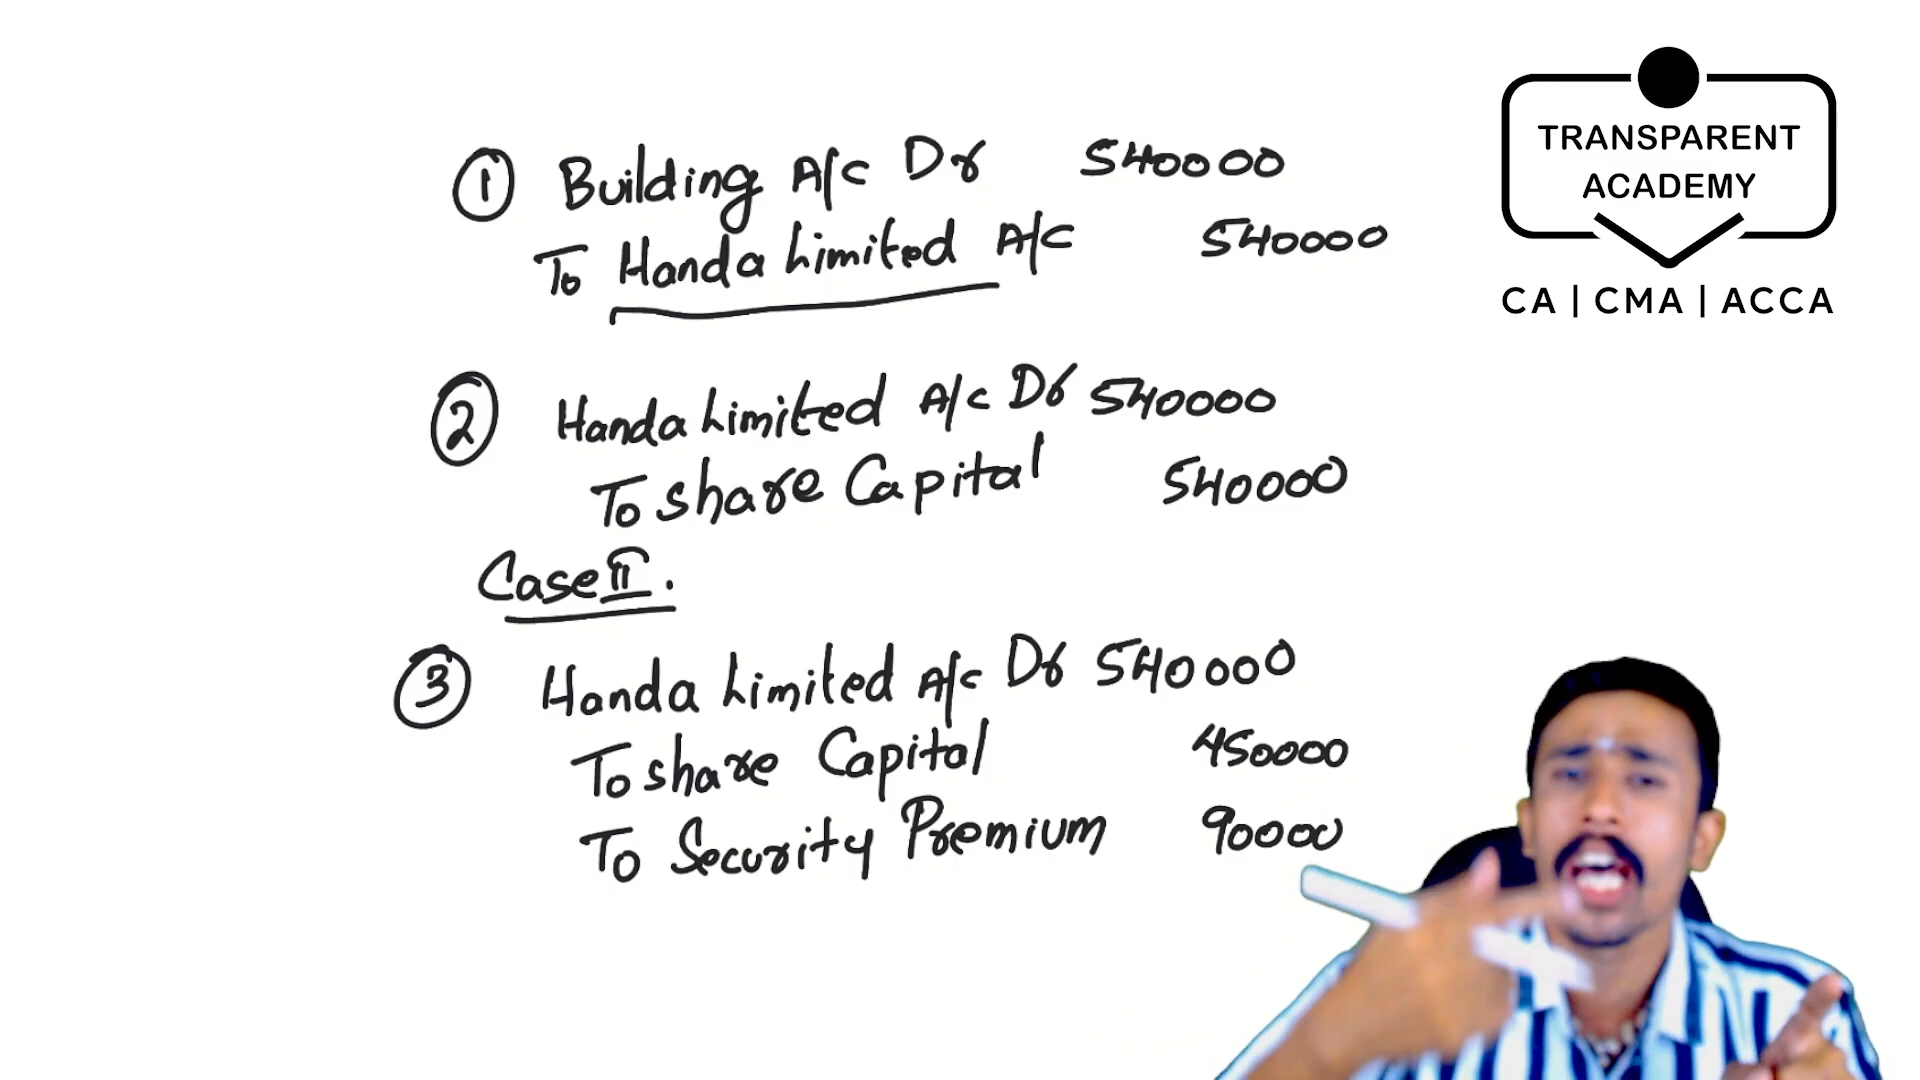 ① Building A/c Dr 540000
To Handa Limited A/c 540000
② Handa Limited A/c Dr 540000
To share Capital 540000
Case II.
③ Handa Limited A/c Dr 540000
To share Capital 450000
To Security Premium 90000
TRANSPARENT
ACADEMY
CA | CMA | ACCA